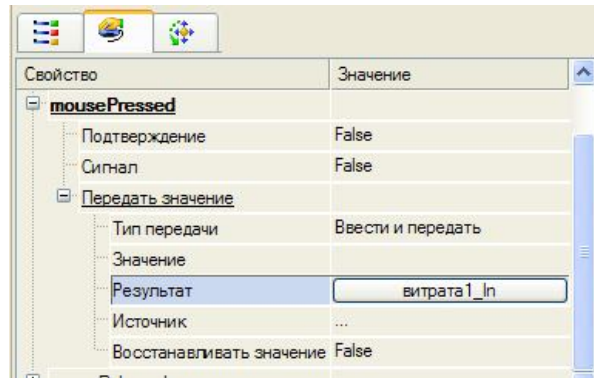 Свойство Значение
mousePressed
Подтверждение False
Сигнал False
Передать значение
Тип передачи Ввести и передать
Значение
Результат витрата1_In
Источник ...
Восстанавливать значение False